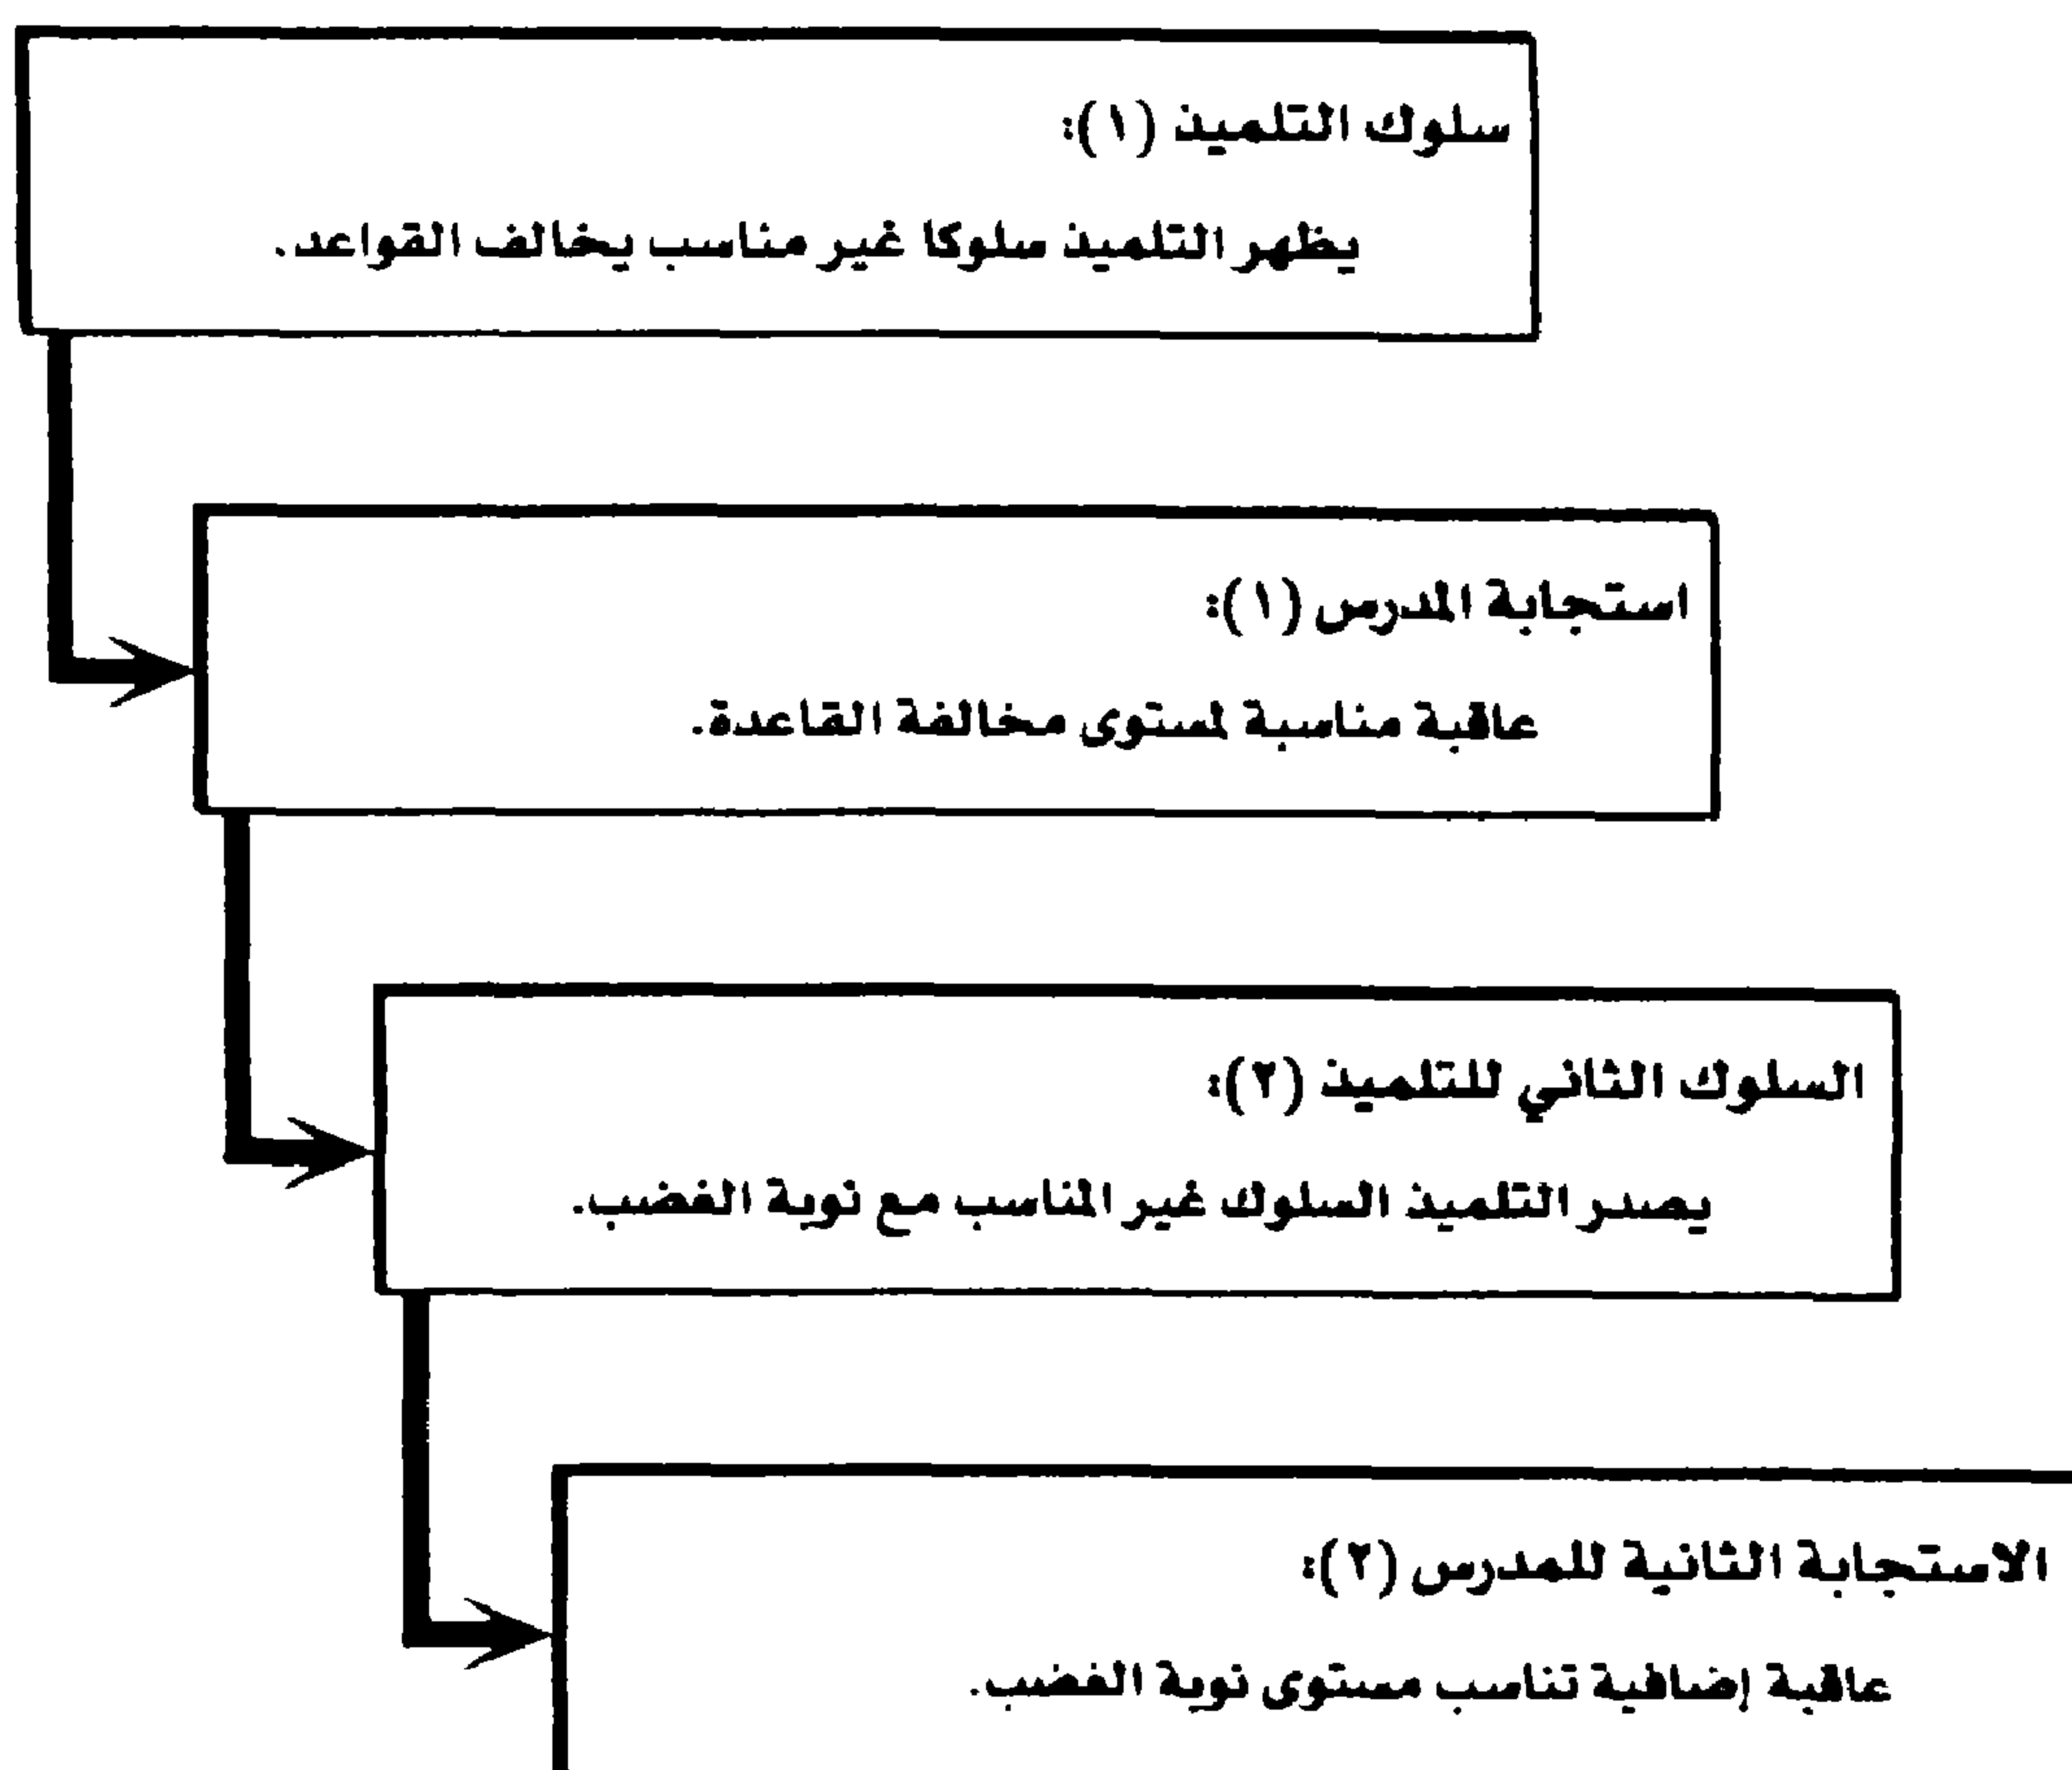 سلوك التلميذ (١):
يظهر التلميذ سلوكا غير مناسب يخالف القواعد.
استجابة المدرس (١):
عاقبة مناسبة لمستوى مخالفة القاعدة.
السلوك الثاني للتلميذ (٢):
يصدر التلميذ السلوك غير المناسب مع نوبة الغضب.
الاستجابة الثانية للمدرس (٢):
عاقبة إضافية تناسب مستوى نوبة الغضب.